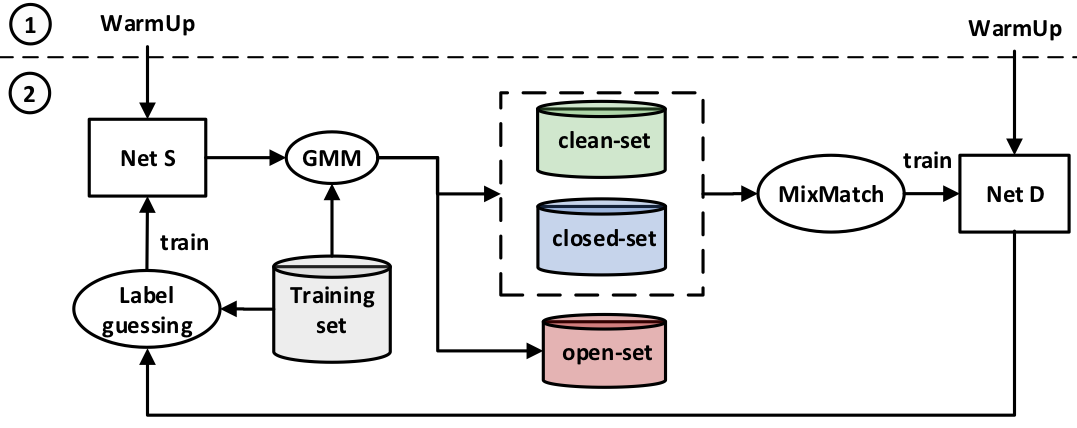 1
WarmUp
WarmUp
2
Net S
GMM
clean-set
closed-set
open-set
MixMatch
train
Net D
train
Label
guessing
Training
set